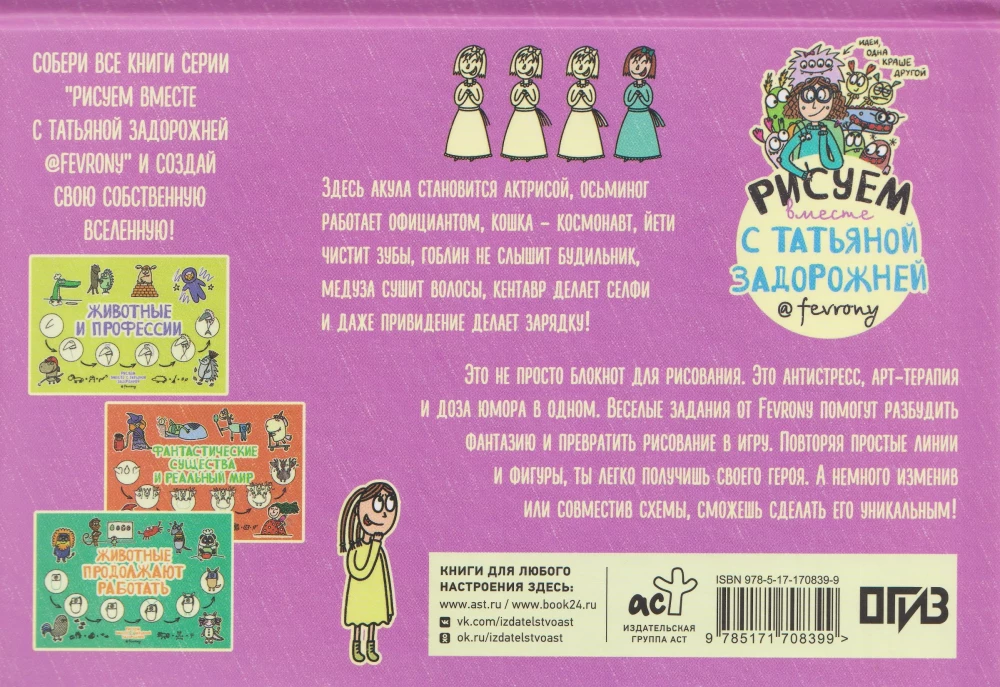 СОБЕРИ ВСЕ КНИГИ СЕРИИ
"РИСУЕМ ВМЕСТЕ
С ТАТЬЯНОЙ ЗАДОРОЖНЕЙ
@FEVRONY" И СОЗДАЙ
СВОЮ СОБСТВЕННУЮ
ВСЕЛЕННУЮ!
ЖИВОТНЫЕ
И ПРОФЕССИИ
ФАНТАСТИЧЕСКИЕ
СУЩЕСТВА
И РЕАЛЬНЫЙ МИР
ЖИВОТНЫЕ
ПРОДОЛЖАЮТ
РАБОТАТЬ
ЗДЕСЬ АКУЛА СТАНОВИТСЯ АКТРИСОЙ, ОСЬМИНОГ
РАБОТАЕТ ОФИЦИАНТОМ, КОШКА – КОСМОНАВТ, ЙЕТИ
ЧИСТИТ ЗУБЫ, ГОБЛИН НЕ СЛЫШИТ БУДИЛЬНИК,
МЕДУЗА СУШИТ ВОЛОСЫ, КЕНТАВР ДЕЛАЕТ СЕЛФИ
И ДАЖЕ ПРИВИДЕНИЕ ДЕЛАЕТ ЗАРЯДКУ!
ИДЕИ,
ОДНА
КРАШЕ
ДРУГОЙ
РИСУЕМ
вместе
С ТАТЬЯНОЙ
ЗАДОРОЖНЕЙ
@ fevrony
ЭТО НЕ ПРОСТО БЛОКНОТ ДЛЯ РИСОВАНИЯ. ЭТО АНТИСТРЕСС, АРТ-ТЕРАПИЯ
И ДОЗА ЮМОРА В ОДНОМ. ВЕСЕЛЫЕ ЗАДАНИЯ ОТ FEVRONY ПОМОГУТ РАЗБУДИТЬ
ФАНТАЗИЮ И ПРЕВРАТИТЬ РИСОВАНИЕ В ИГРУ. ПОВТОРЯЯ ПРОСТЫЕ ЛИНИИ
И ФИГУРЫ, ТЫ ЛЕГКО ПОЛУЧИШЬ СВОЕГО ГЕРОЯ. А НЕМНОГО ИЗМЕНИВ
ИЛИ СОВМЕСТИВ СХЕМЫ, СМОЖЕШЬ СДЕЛАТЬ ЕГО УНИКАЛЬНЫМ!
КНИГИ ДЛЯ ЛЮБОГО
НАСТРОЕНИЯ ЗДЕСЬ:
www.ast.ru / www.book24.ru
vk.com/izdatelstvoast
ok.ru/izdatelstvoast
аст
ИЗДАТЕЛЬСКАЯ
ГРУППА АСТ
ISBN 978-5-17-170839-9
9 785171 708399 >
ОГИЗ